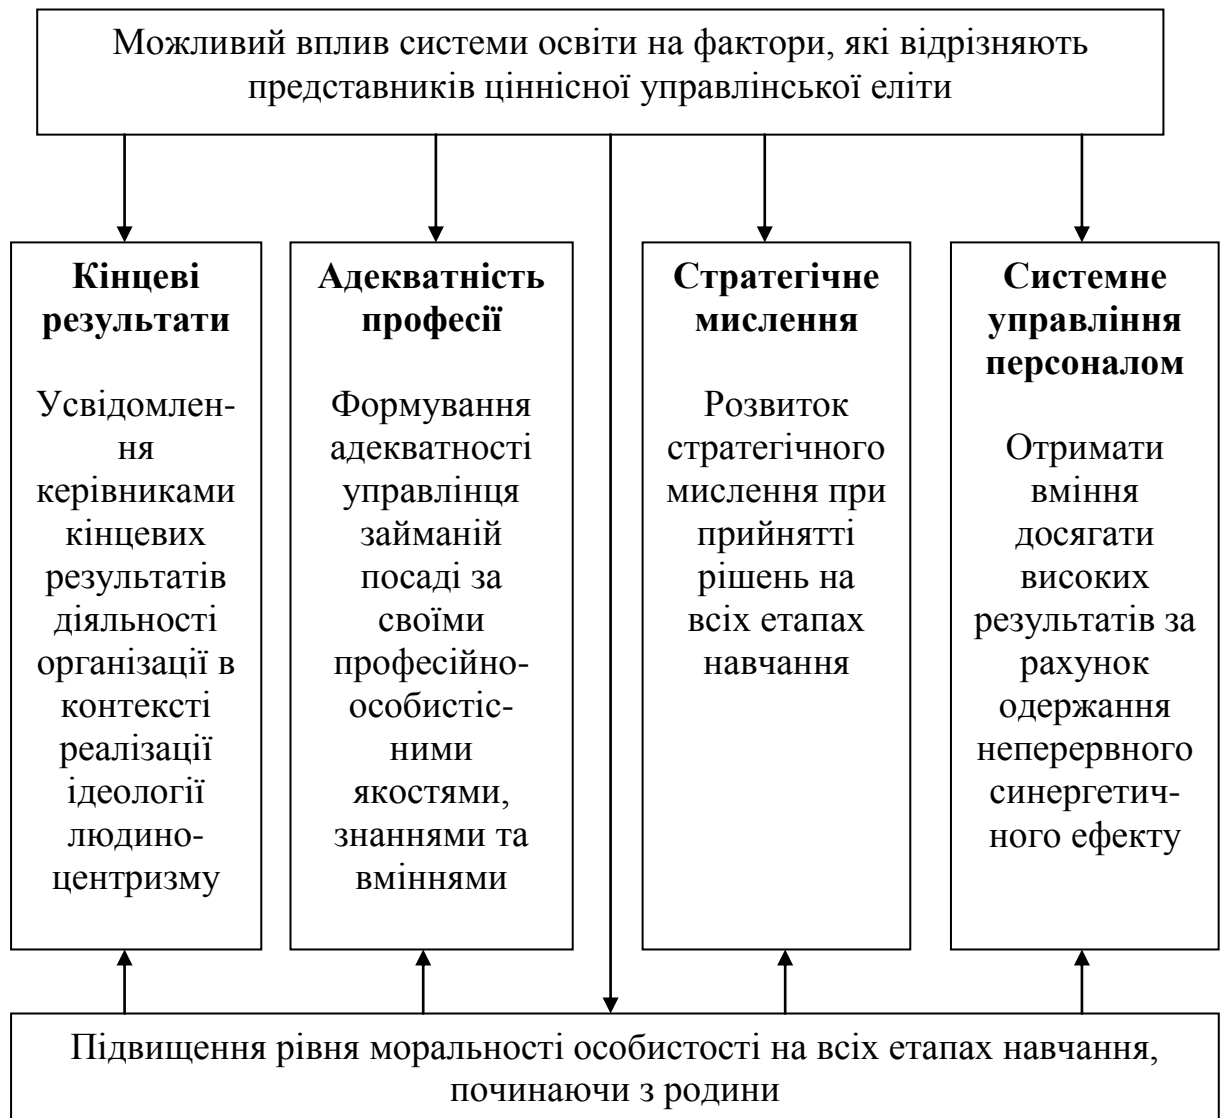 Можливий вплив системи освіти на фактори, які відрізняють
представників ціннісної управлінської еліти
Кінцеві
результати
Усвідомлен-
ня
керівниками
кінцевих
результатів
діяльності
організації в
контексті
реалізації
ідеології
людино-
центризму
Адекватність
професії
Формування
адекватності
управлінця
займаній
посаді за
своїми
професійно-
особистіс-
ними
якостями,
знаннями та
вміннями
Стратегічне
мислення
Розвиток
стратегічного
мислення при
прийнятті
рішень на
всіх етапах
навчання
Системне
управління
персоналом
Отримати
вміння
досягати
високих
результатів за
рахунок
одержання
неперервного
синергетич-
ного ефекту
Підвищення рівня моральності особистості на всіх етапах навчання,
починаючи з родини